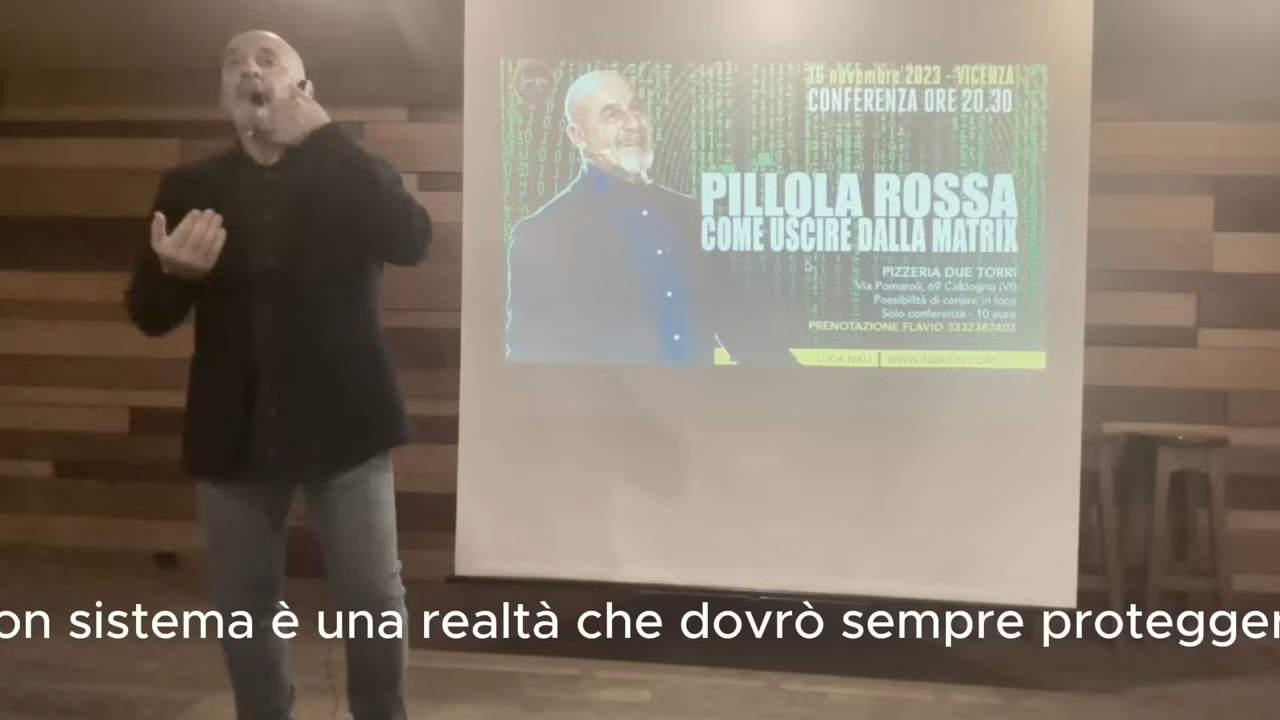 16 novembre 2023 - VICENZA
CONFERENZA ORE 20.30
PILLOLA ROSSA
COME USCIRE DALLA MATRIX
PIZZERIA DUE TORRI
Via Pomaroli, 69 Caldogno (VI)
Possibilità di cenare in loco
Solo conferenza - 10 euro
PRENOTAZIONE FLAVIO 3332382403
LUCA NALI | WWW.INZAION.COM
on sistema è una realtà che dovrò sempre protegger